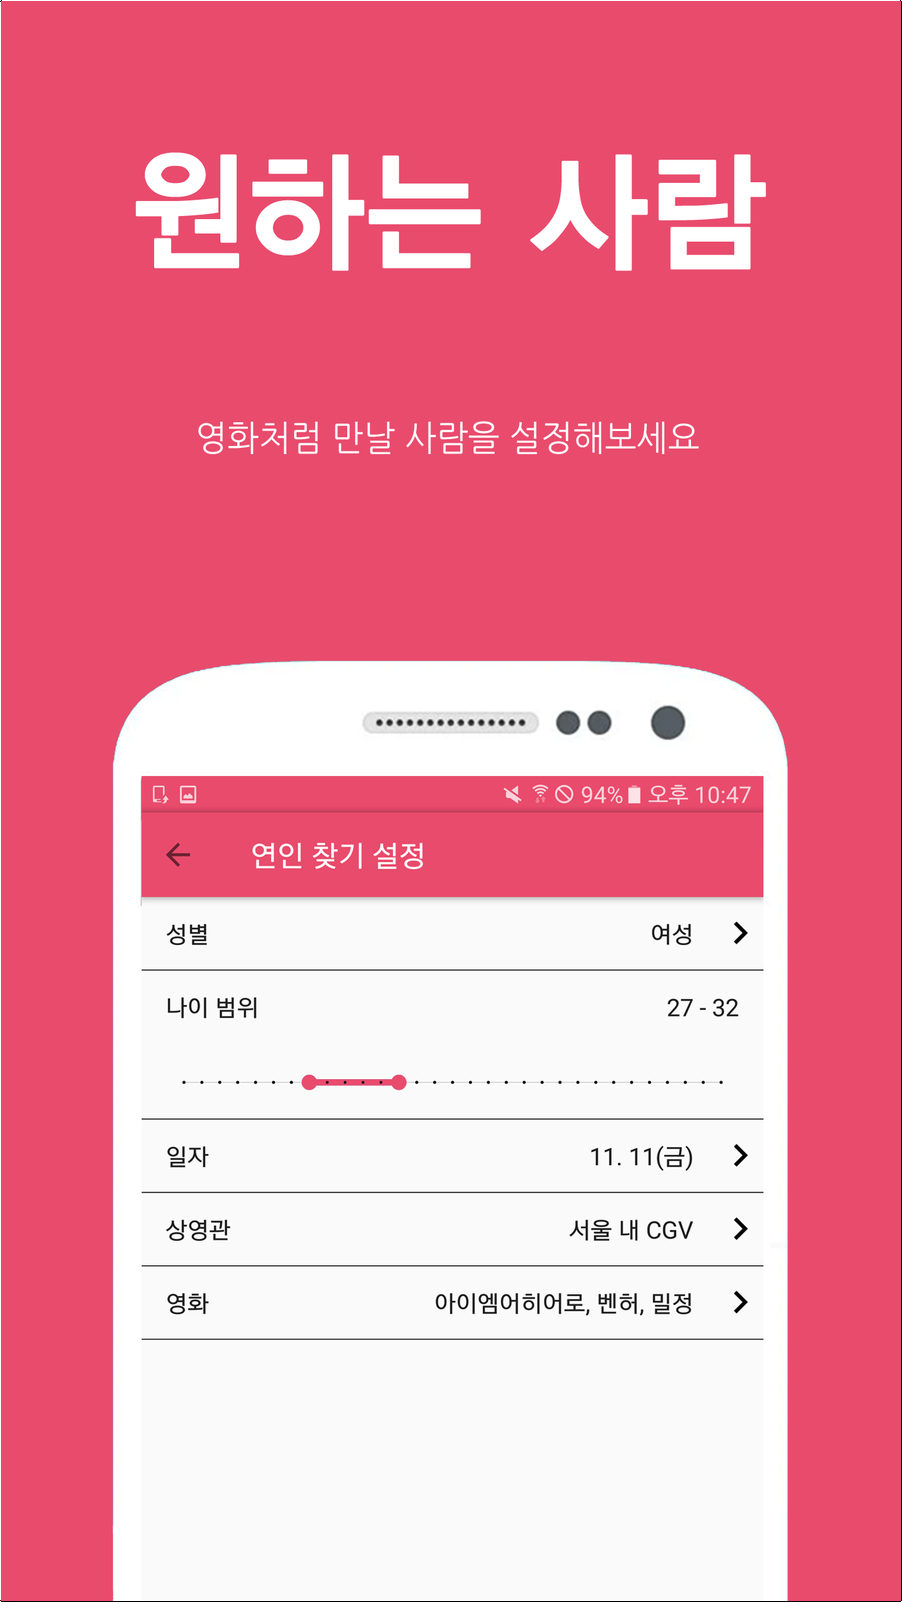 원하는 사람
영화처럼 만날 사람을 설정해보세요
94% 오후 10:47
연인 찾기 설정
성별 여성
나이 범위 27 - 32
일자 11. 11(금)
상영관 서울 내 CGV
영화 아이엠어히어로, 벤허, 밀정